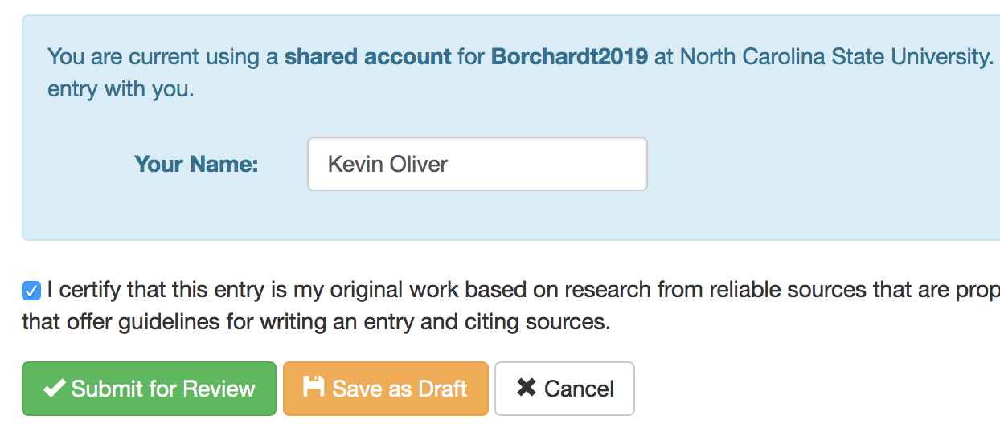 You are current using a shared account for Borchardt2019 at North Carolina State University.
entry with you.
Your Name: Kevin Oliver
I certify that this entry is my original work based on research from reliable sources that are prop
that offer guidelines for writing an entry and citing sources.
Submit for Review Save as Draft Cancel